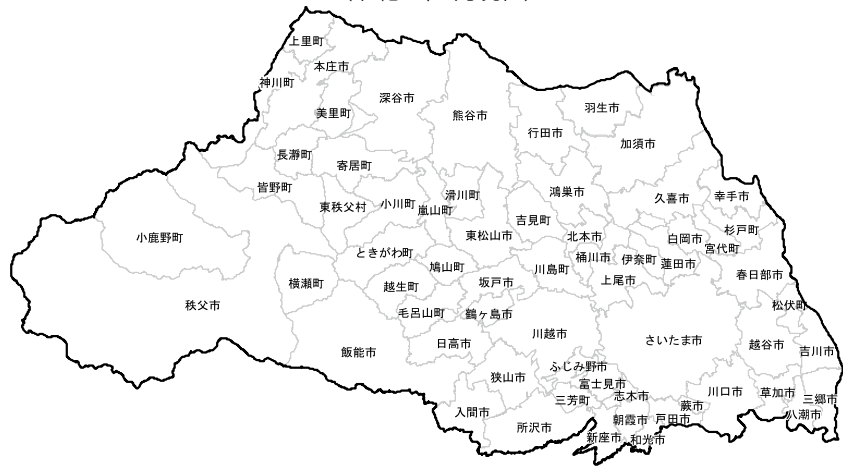 上里町
本庄市
神川町
美里町
深谷市
熊谷市
行田市
羽生市
加須市
長瀞町
寄居町
皆野町
東秩父村
小川町
嵐山町
滑川町
鴻巣市
吉見町
久喜市
幸手市
小鹿野町
東松山市
北本市
白岡市
杉戸町
宮代町
ときがわ町
鳩山町
坂戸市
川島町
桶川市
伊奈町
蓮田市
上尾市
春日部市
横瀬町
越生町
秩父市
毛呂山町
鶴ヶ島市
松伏町
川越市
さいたま市
越谷市
吉川市
飯能市
日高市
ふじみ野市
狭山市
富士見市
三芳町
志木市
川口市
草加市
三郷市
八潮市
蕨市
戸田市
入間市
所沢市
朝霞市
新座市
和光市